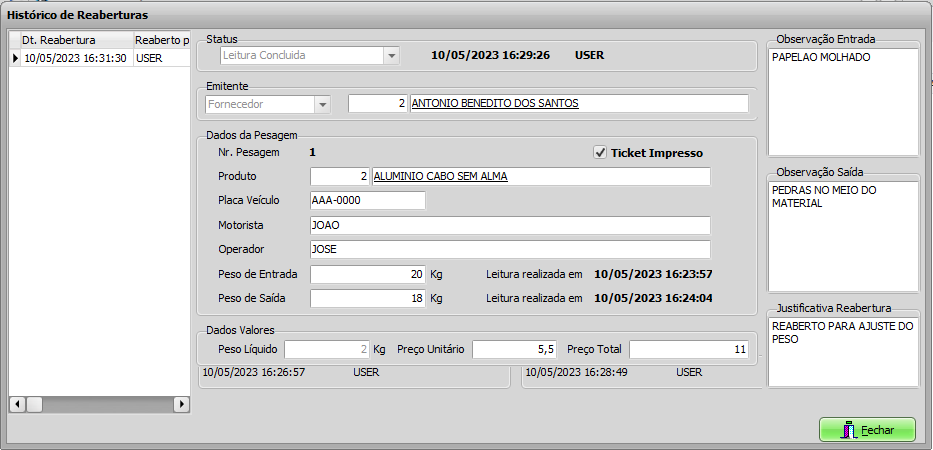 Histórico de Reaberturas
Dt. Reabertura Reaberto p
10/05/2023 16:31:30 USER
Status
Leitura Concluida 10/05/2023 16:29:26 USER
Emitente
Fornecedor 2 ANTONIO BENEDITO DOS SANTOS
Dados da Pesagem
Nr. Pesagem 1 Ticket Impresso
Produto 2 ALUMINIO CABO SEM ALMA
Placa Veículo AAA-0000
Motorista JOAO
Operador JOSE
Peso de Entrada 20 Kg Leitura realizada em 10/05/2023 16:23:57
Peso de Saída 18 Kg Leitura realizada em 10/05/2023 16:24:04
Dados Valores
Peso Líquido 2 Kg Preço Unitário 5,5 Preço Total 11
10/05/2023 16:26:57 USER 10/05/2023 16:28:49 USER
Observação Entrada
PAPELAO MOLHADO
Observação Saída
PEDRAS NO MEIO DO
MATERIAL
Justificativa Reabertura
REABERTO PARA AJUSTE DO
PESO
Fechar